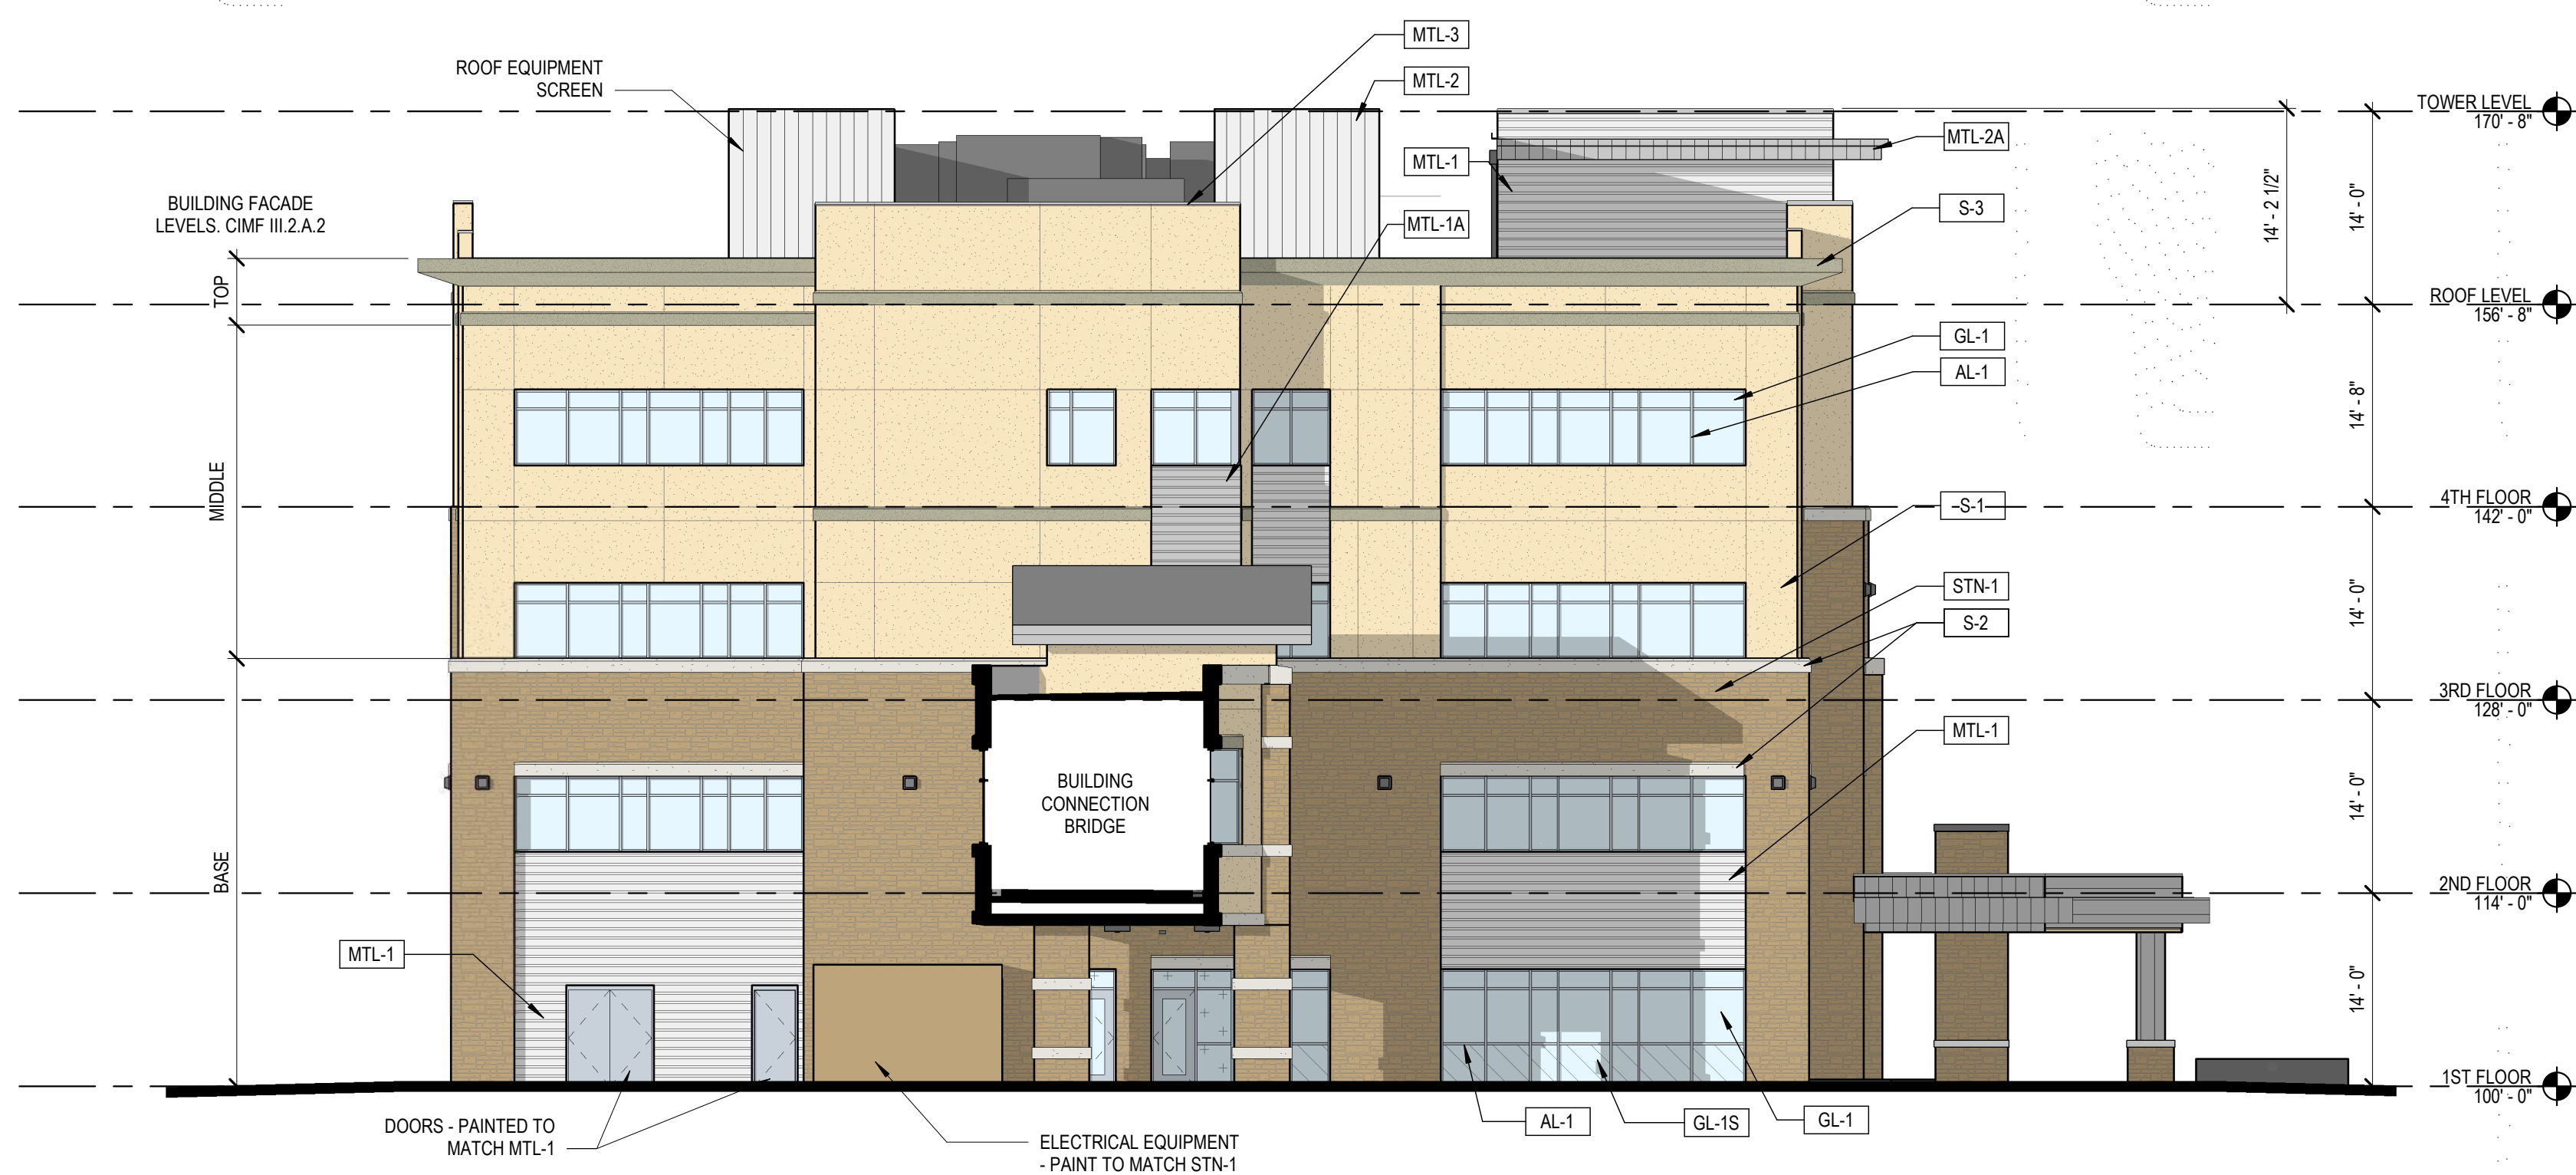 MTL-3
ROOF EQUIPMENT
SCREEN
MTL-2
TOWER LEVEL
170' - 8"
MTL-2A
MTL-1
BUILDING FACADE
LEVELS. CIMF III.2.A.2
S-3
14' - 2 1/2"
14' - 0"
MTL-1A
TOP
ROOF LEVEL
156' - 8"
GL-1
AL-1
14' - 8"
MIDDLE
4TH FLOOR
142' - 0"
S-1
STN-1
14' - 0"
S-2
3RD FLOOR
128' - 0"
MTL-1
BUILDING
CONNECTION
BRIDGE
14' - 0"
BASE
2ND FLOOR
114' - 0"
MTL-1
14' - 0"
1ST FLOOR
100' - 0"
DOORS - PAINTED TO
MATCH MTL-1
ELECTRICAL EQUIPMENT
- PAINT TO MATCH STN-1
AL-1
GL-1S
GL-1